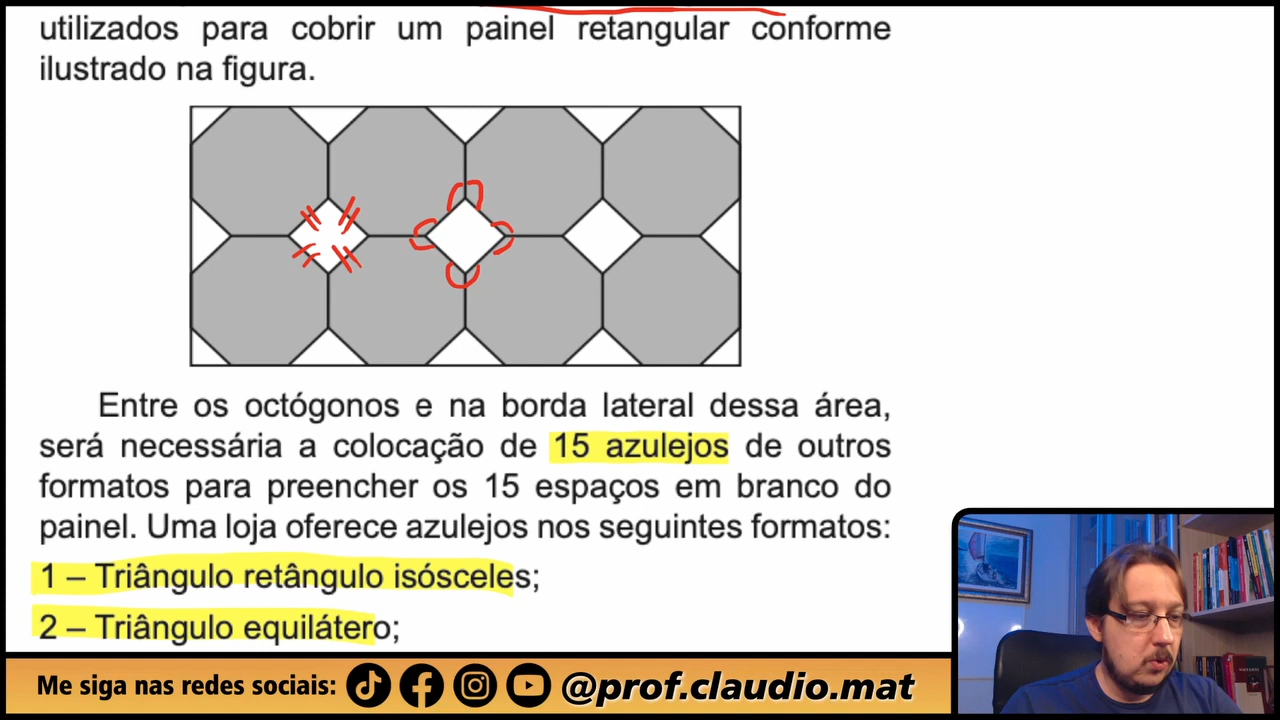 utilizados para cobrir um painel retangular conforme
ilustrado na figura.
Entre os octógonos e na borda lateral dessa área,
será necessária a colocação de 15 azulejos de outros
formatos para preencher os 15 espaços em branco do
painel. Uma loja oferece azulejos nos seguintes formatos:
1 – Triângulo retângulo isósceles;
2 – Triângulo equilátero;
Me siga nas redes sociais: @prof.claudio.mat